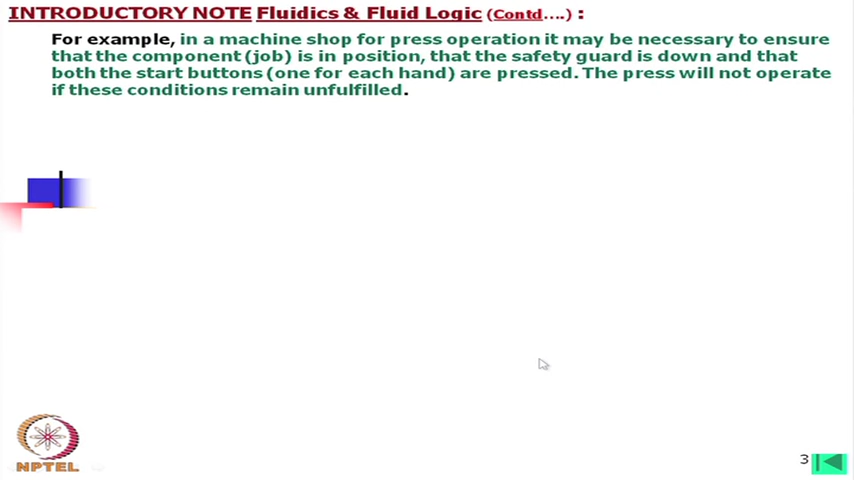 INTRODUCTORY NOTE Fluidics & Fluid Logic (Contd....) :
For example, in a machine shop for press operation it may be necessary to ensure
that the component (job) is in position, that the safety guard is down and that
both the start buttons (one for each hand) are pressed. The press will not operate
if these conditions remain unfulfilled.
NPTEL
3